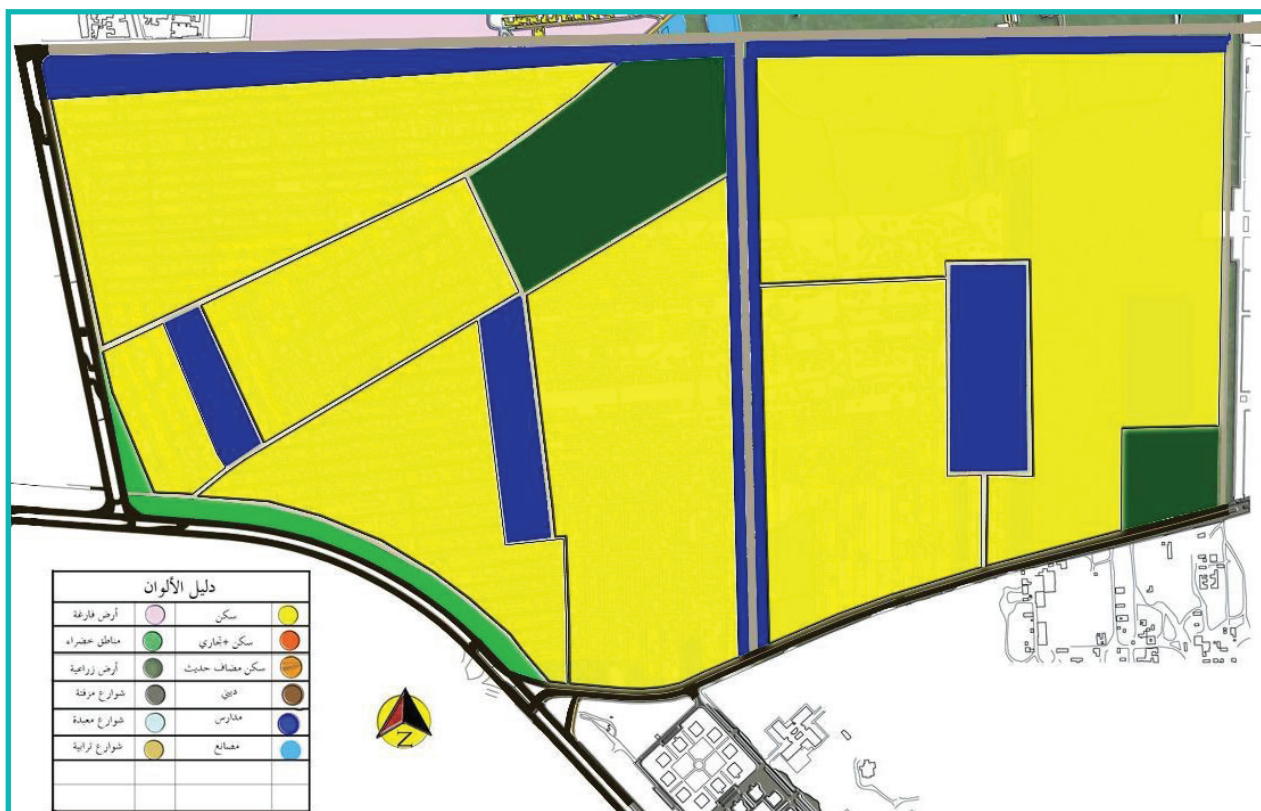 دليل الألوان
سكن أرض فارغة
سكن +تجاري مناطق خضراء
سكن مضاف حديث أرض زراعية
ديني شوارع مزفتة
مدارس شوارع معبدة
مصانع شوارع ترابية
Z